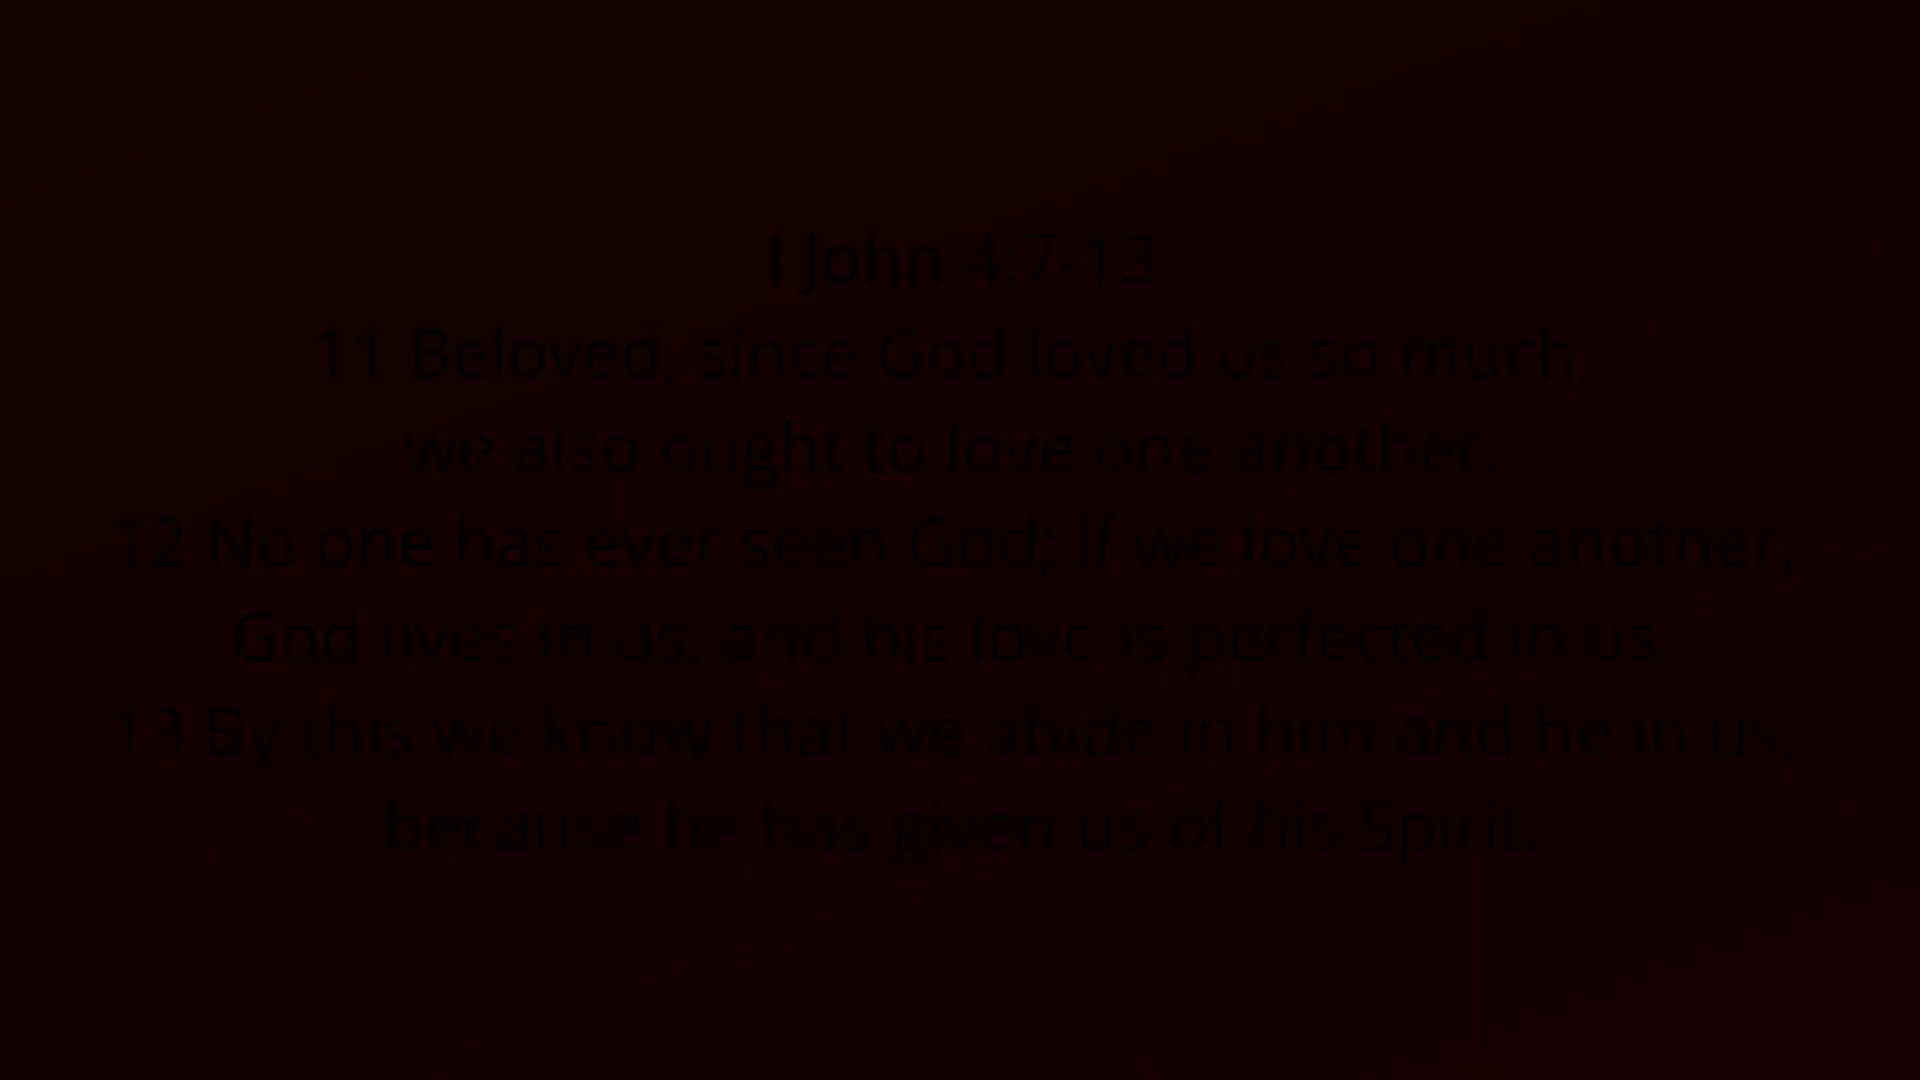 I John 4:7-13
11 Beloved, since God loved us so much,
we also ought to love one another.
12 No one has ever seen God; if we love one another,
God lives in us, and his love is perfected in us.
13 By this we know that we abide in him and he in us,
because he has given us of his Spirit.